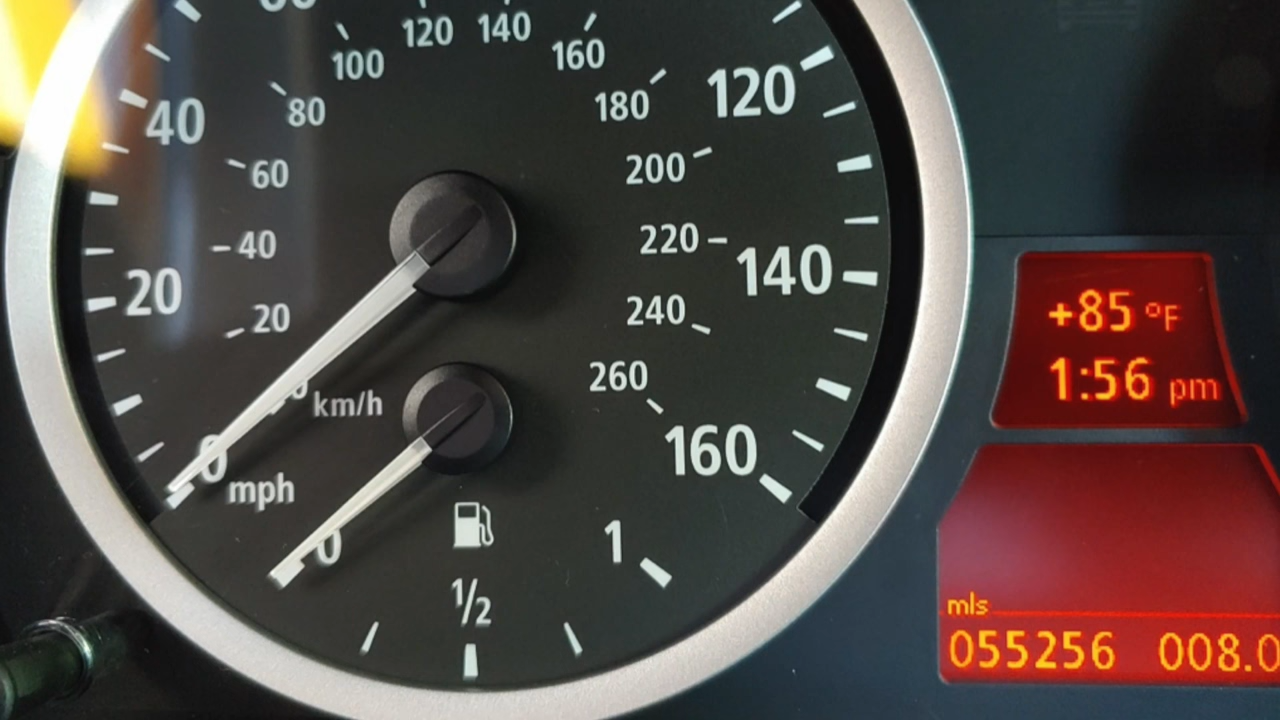 120 140
100 160
80 180 120
40
60 200
40 220 140
20 20 240
260
km/h
160
0
mph
0 1
1/2
+85 °F
1:56 pm
mls
055256 008.0